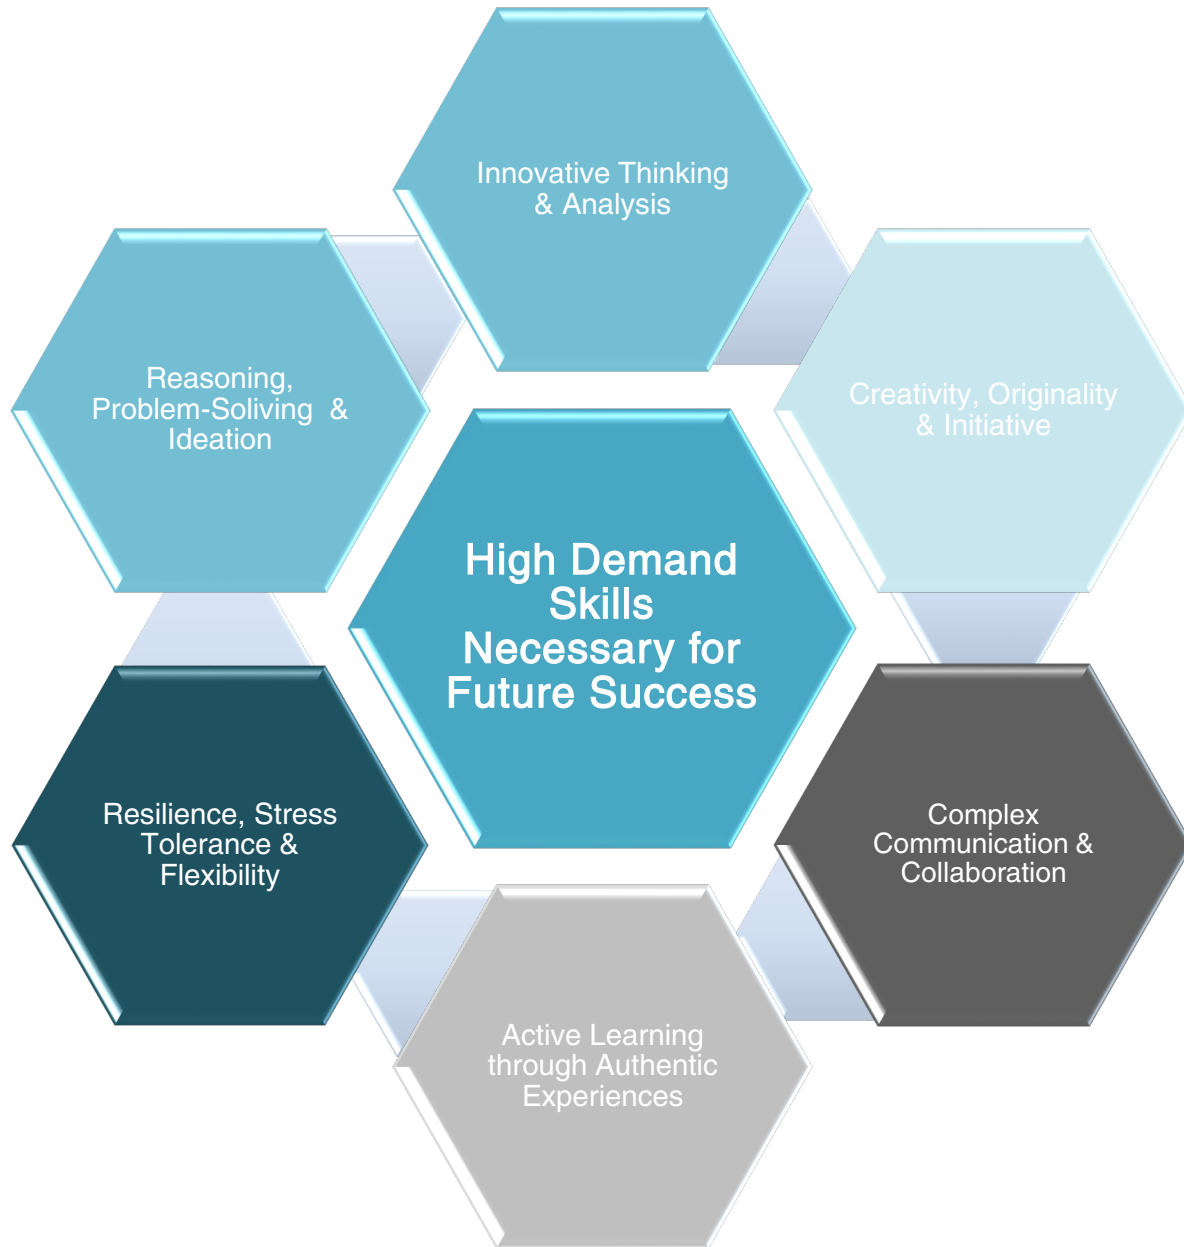 Innovative Thinking
& Analysis
Creativity, Originality
& Initiative
Reasoning,
Problem-Soliving  &
Ideation
High Demand
Skills
Necessary for
Future Success
Resilience, Stress
Tolerance &
Flexibility
Complex
Communication &
Collaboration
Active Learning
through Authentic
Experiences